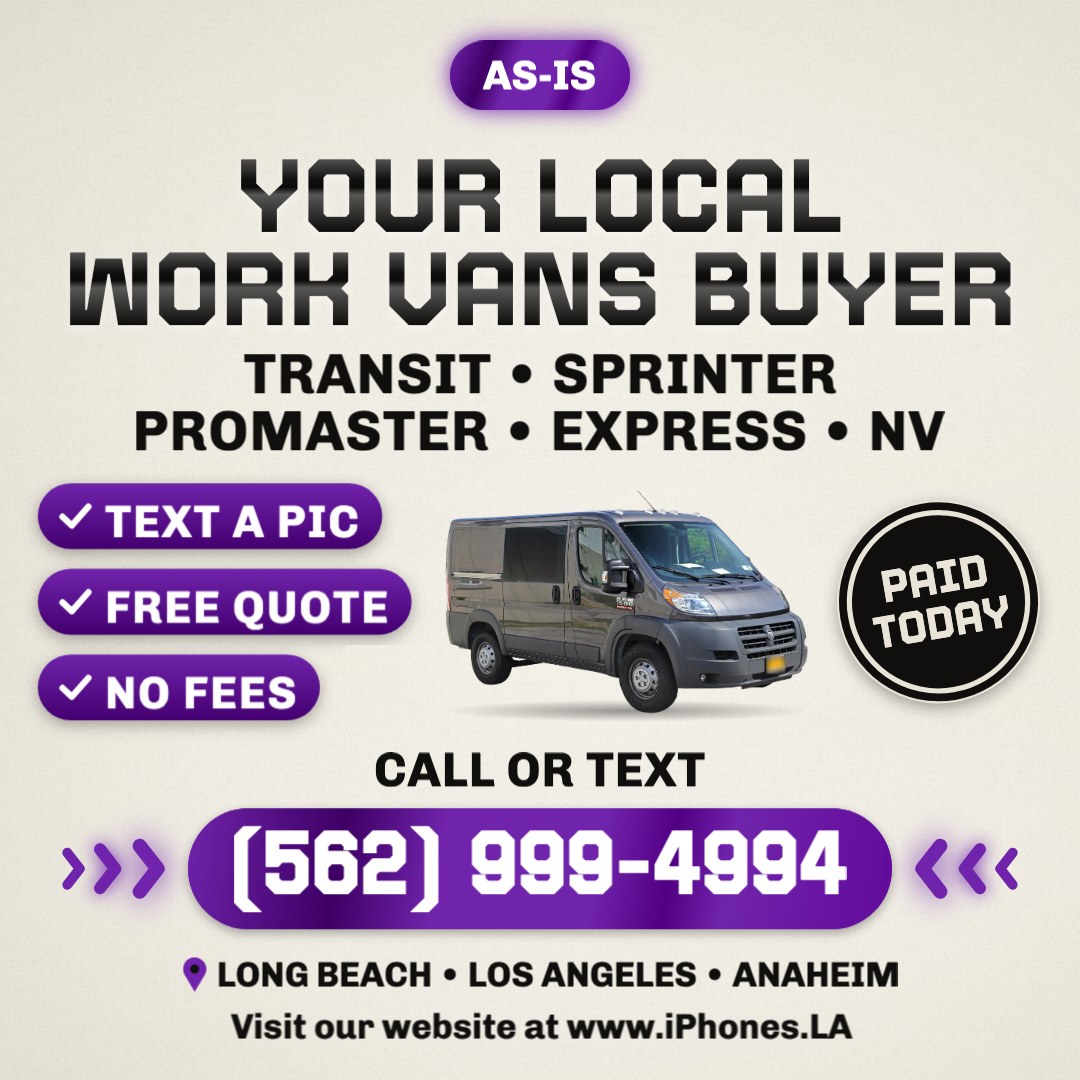 AS-IS
YOUR LOCAL
WORK VANS BUYER
TRANSIT • SPRINTER
PROMASTER • EXPRESS • NV
TEXT A PIC
FREE QUOTE
NO FEES
PAID
TODAY
CALL OR TEXT
(562) 999-4994
LONG BEACH • LOS ANGELES • ANAHEIM
Visit our website at www.iPhones.LA